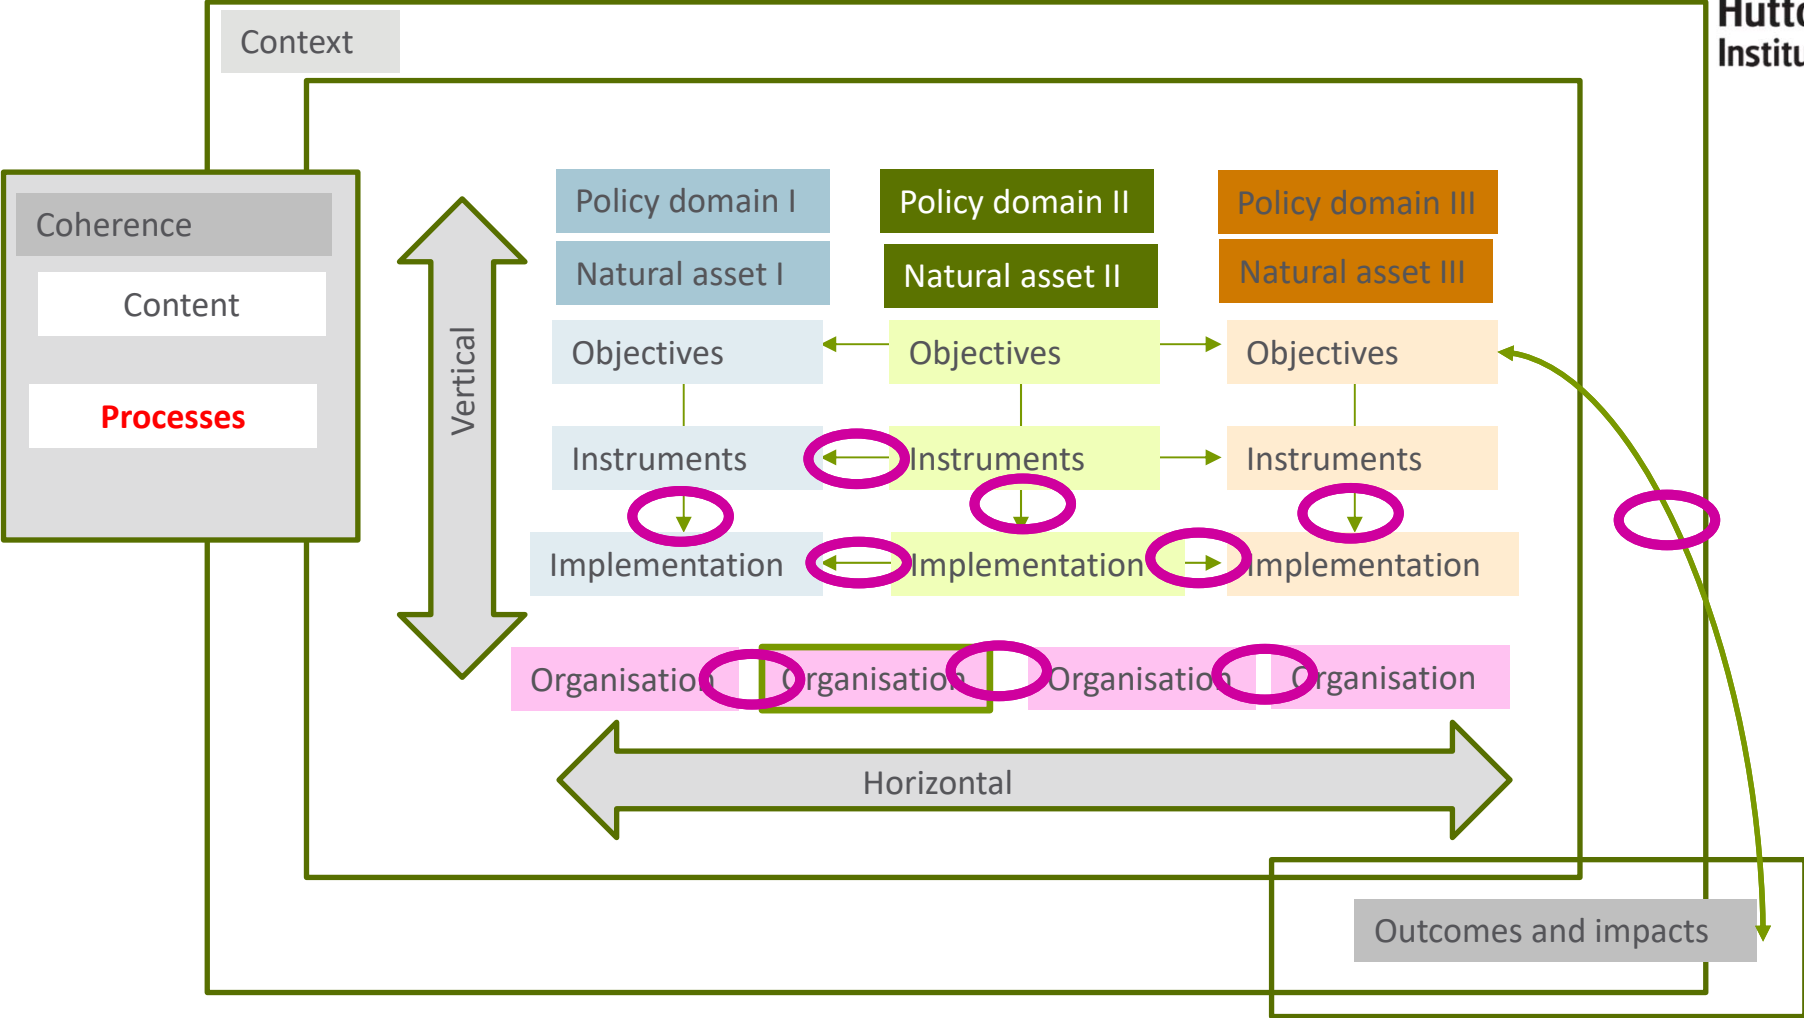 Context
Hutto
Institu
Coherence
Content
Processes
Vertical
Policy domain I
Policy domain II
Policy domain III
Natural asset I
Natural asset II
Natural asset III
Objectives
Objectives
Objectives
Instruments
Instruments
Instruments
Implementation
Implementation
Implementation
Organisation
Organisation
Organisation
Organisation
Horizontal
Outcomes and impacts